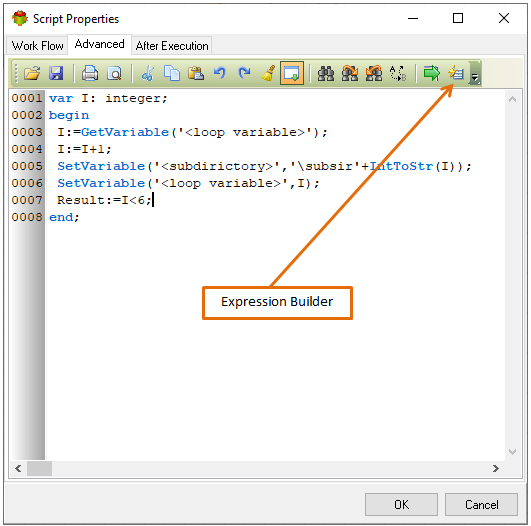 Script Properties
Work Flow Advanced After Execution
0001 var I: integer;
0002 begin
0003 I:=GetVariable('<loop variable>');
0004 I:=I+1;
0005 SetVariable('<subdirictory>','\subsir'+IntToStr(I));
0006 SetVariable('<loop variable>',I);
0007 Result:=I<6;
0008 end;
Expression Builder
OK Cancel